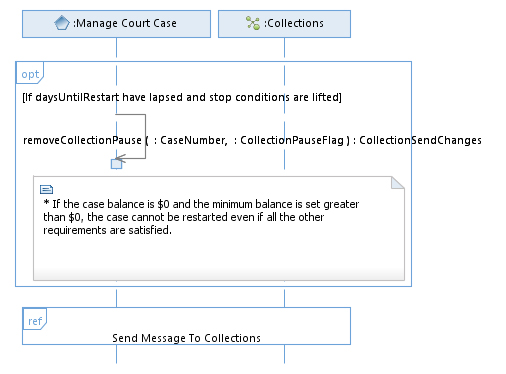 :Manage Court Case
:Collections
opt
[If daysUntilRestart have lapsed and stop conditions are lifted]
removeCollectionPause ( : CaseNumber, : CollectionPauseFlag ) : CollectionSendChanges
* If the case balance is $0 and the minimum balance is set greater
than $0, the case cannot be restarted even if all the other
requirements are satisfied.
ref
Send Message To Collections